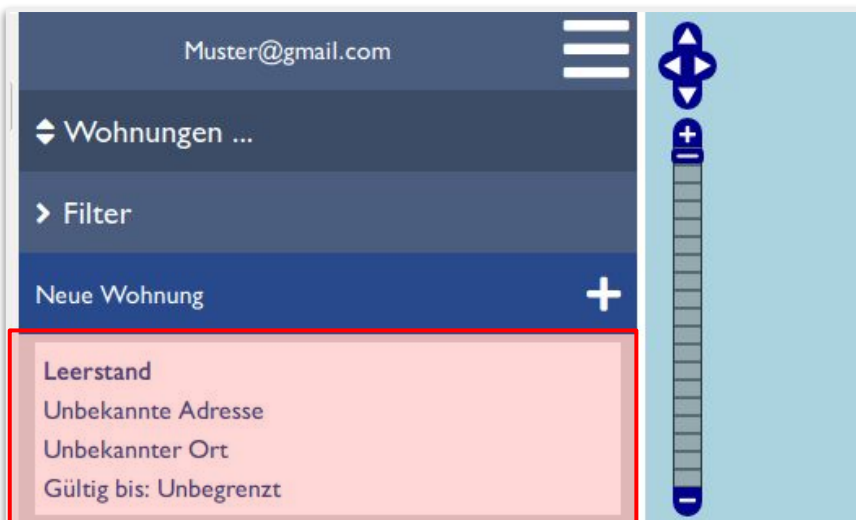 Muster@gmail.com
Wohnungen ...
Filter
Neue Wohnung
Leerstand
Unbekannte Adresse
Unbekannter Ort
Gültig bis: Unbegrenzt